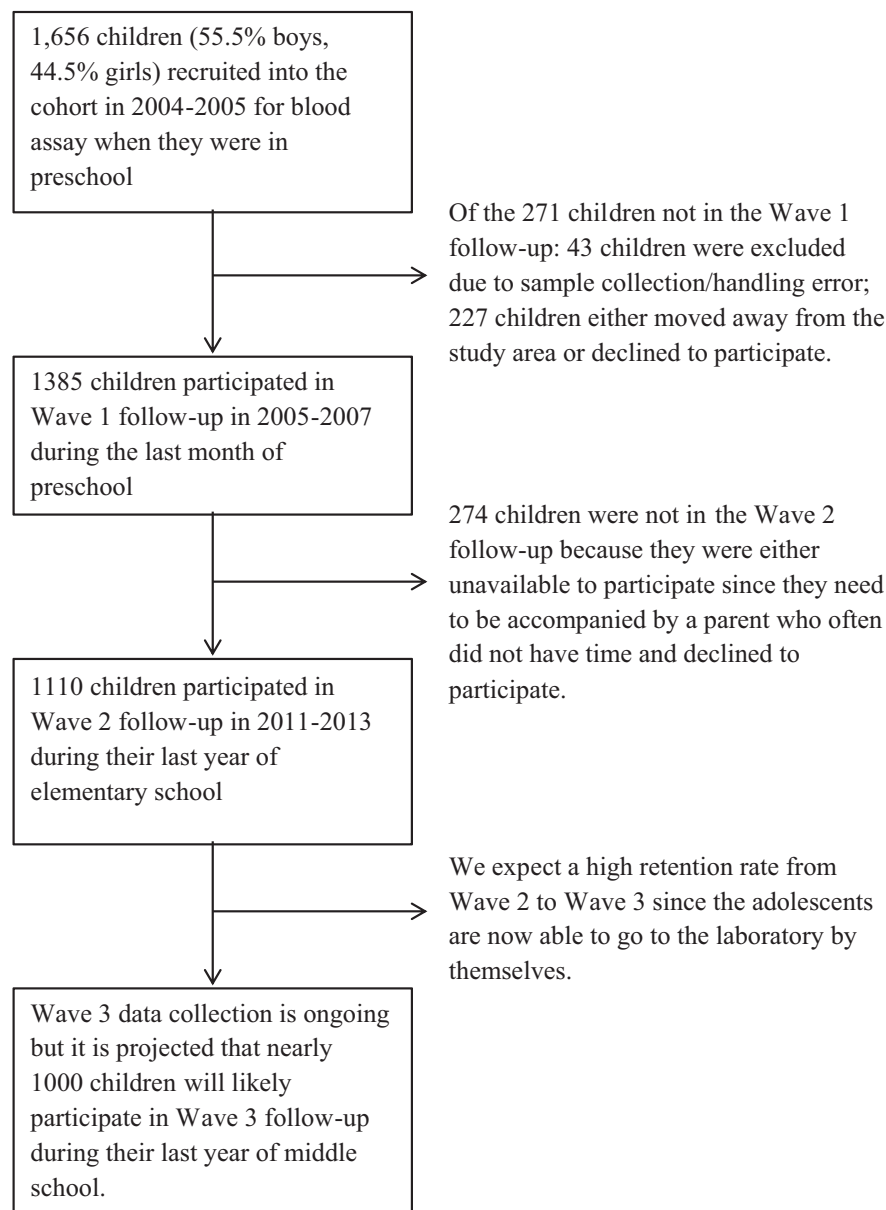 1,656 children (55.5% boys,
44.5% girls) recruited into the
cohort in 2004-2005 for blood
assay when they were in
preschool
Of the 271 children not in the Wave 1
follow-up: 43 children were excluded
due to sample collection/handling error;
227 children either moved away from the
study area or declined to participate.
1385 children participated in
Wave 1 follow-up in 2005-2007
during the last month of
preschool
274 children were not in the Wave 2
follow-up because they were either
unavailable to participate since they need
to be accompanied by a parent who often
did not have time and declined to
participate.
1110 children participated in
Wave 2 follow-up in 2011-2013
during their last year of
elementary school
We expect a high retention rate from
Wave 2 to Wave 3 since the adolescents
are now able to go to the laboratory by
themselves.
Wave 3 data collection is ongoing
but it is projected that nearly
1000 children will likely
participate in Wave 3 follow-up
during their last year of middle
school.